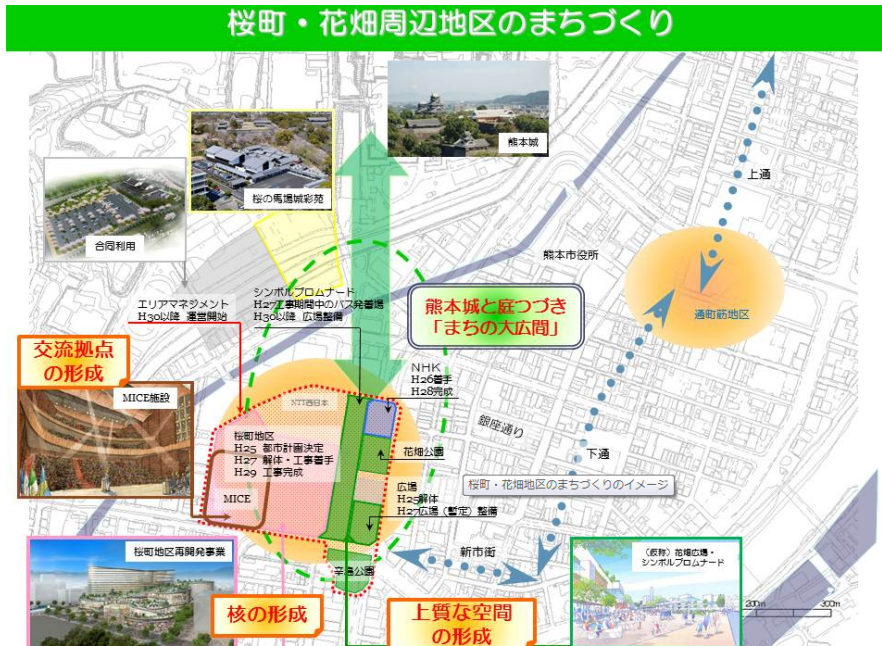 桜町・花畑周辺地区のまちづくり
熊本城
桜の馬場城彩苑
合同利用
上通
熊本市役所
通町筋地区
エリアマネジメント
H30以降 運営開始
シンボルプロムナード
H27工事期間中のバス発着場
H30以降 広場整備
熊本城と庭つづき
「まちの大広間」
交流拠点
の形成
MICE施設
NTT西日本
NHK
H26着手
H28完成
桜町地区
H25 都市計画決定
H27 解体・工事着手
H29 工事完成
MICE
花畑公園
銀座通り
下通
広場
H25解体
H27広場（暫定）整備
桜町・花畑地区のまちづくりのイメージ
新市街
辛島公園
桜町地区再開発事業
核の形成
上質な空間
の形成
（仮称）花畑広場・
シンボルプロムナード
200m
300m